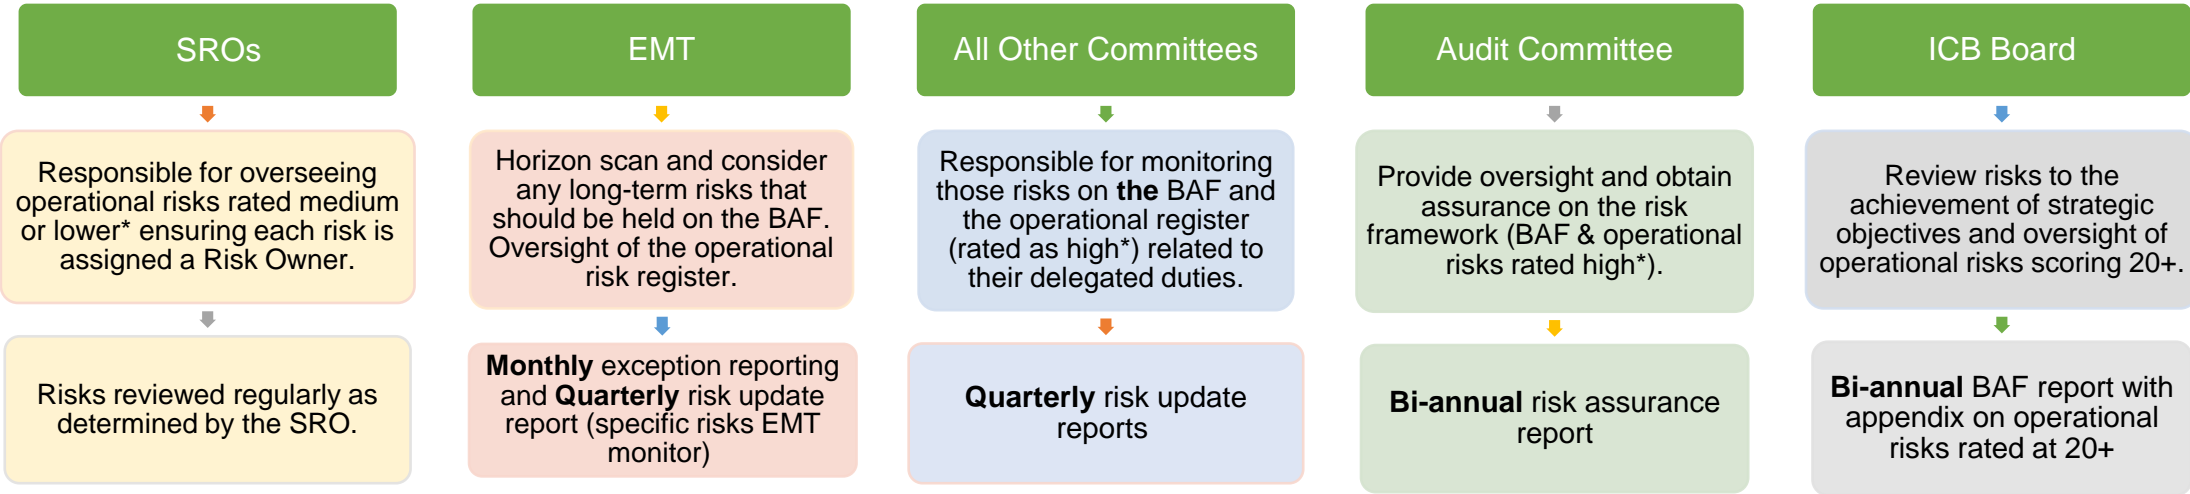 SROs
Responsible for overseeing
operational risks rated medium
or lower* ensuring each risk is
assigned a Risk Owner.
Risks reviewed regularly as
determined by the SRO.
EMT
Horizon scan and consider
any long-term risks that
should be held on the BAF.
Oversight of the operational
risk register.
Monthly exception reporting
and Quarterly risk update
report (specific risks EMT
monitor)
All Other Committees
Responsible for monitoring
those risks on the BAF and
the operational register
(rated as high*) related to
their delegated duties.
Quarterly risk update
reports
Audit Committee
Provide oversight and obtain
assurance on the risk
framework (BAF & operational
risks rated high*).
Bi-annual risk assurance
report
ICB Board
Review risks to the
achievement of strategic
objectives and oversight of
operational risks scoring 20+.
Bi-annual BAF report with
appendix on operational
risks rated at 20+